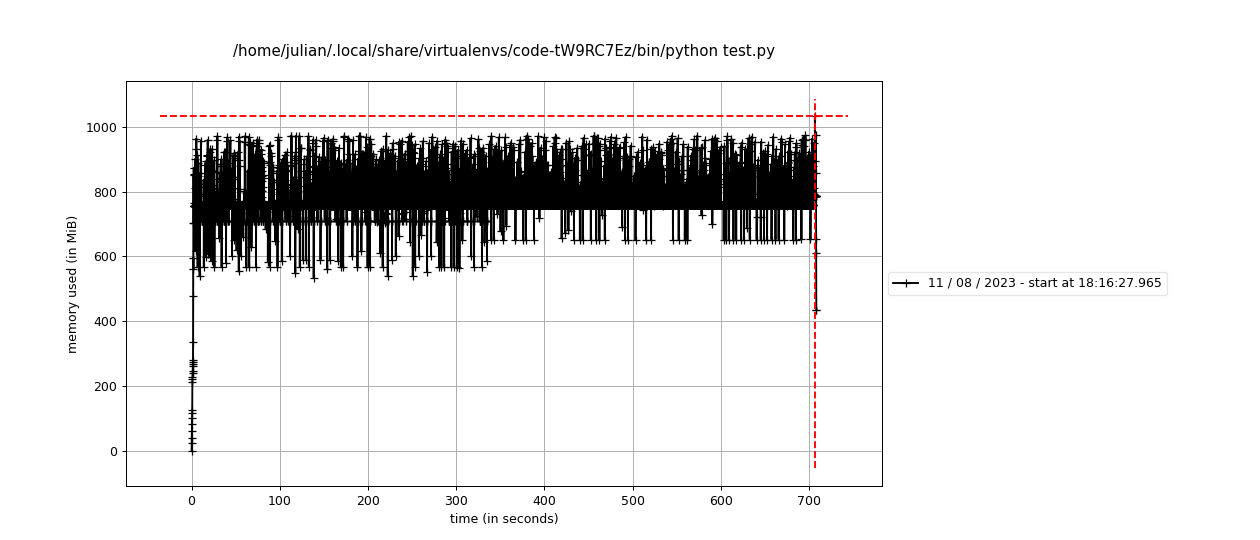 /home/julian/.local/share/virtualenvs/code-tW9RC7Ez/bin/python test.py
memory used (in MiB)
1000
800
600
400
200
0
0 100 200 300 400 500 600 700
time (in seconds)
11 / 08 / 2023 - start at 18:16:27.965